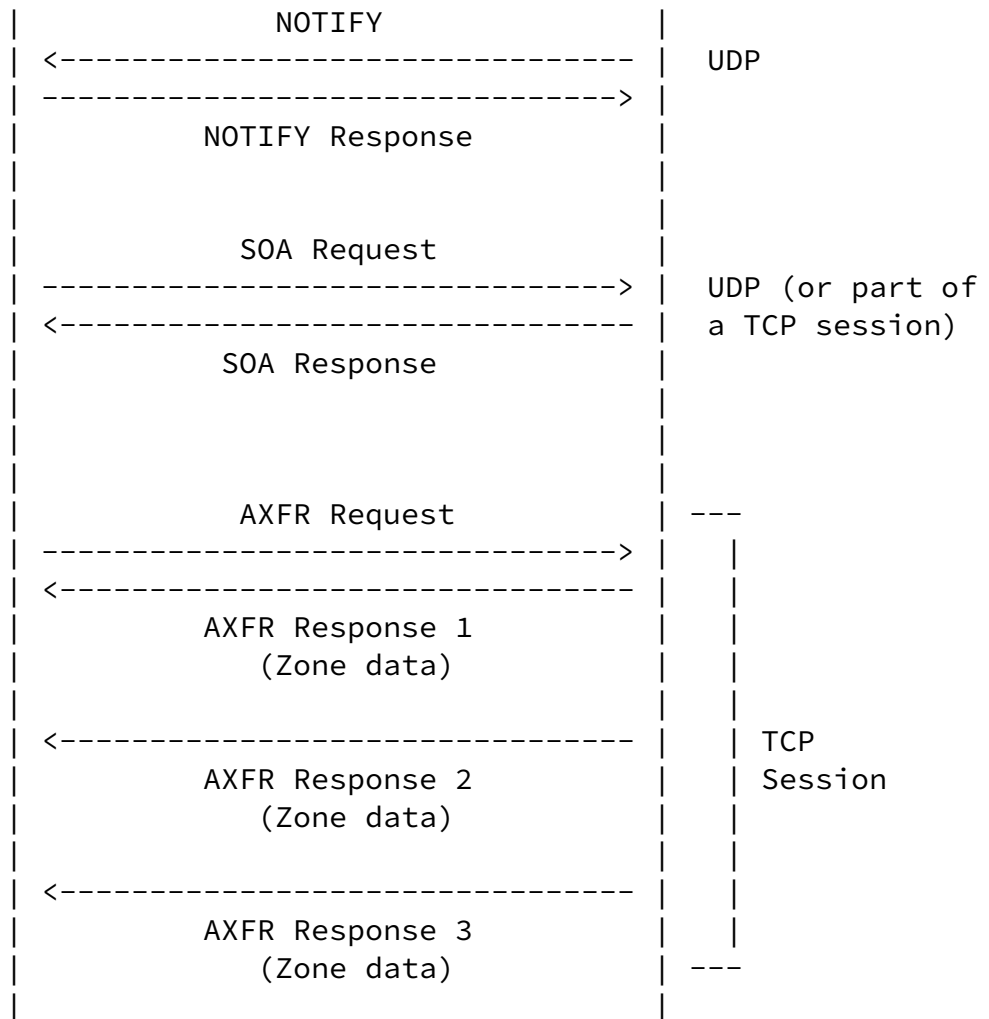 NOTIFY
UDP
NOTIFY Response
SOA Request
UDP (or part of
a TCP session)
SOA Response
AXFR Request
AXFR Response 1
(Zone data)
TCP
Session
AXFR Response 2
(Zone data)
AXFR Response 3
(Zone data)